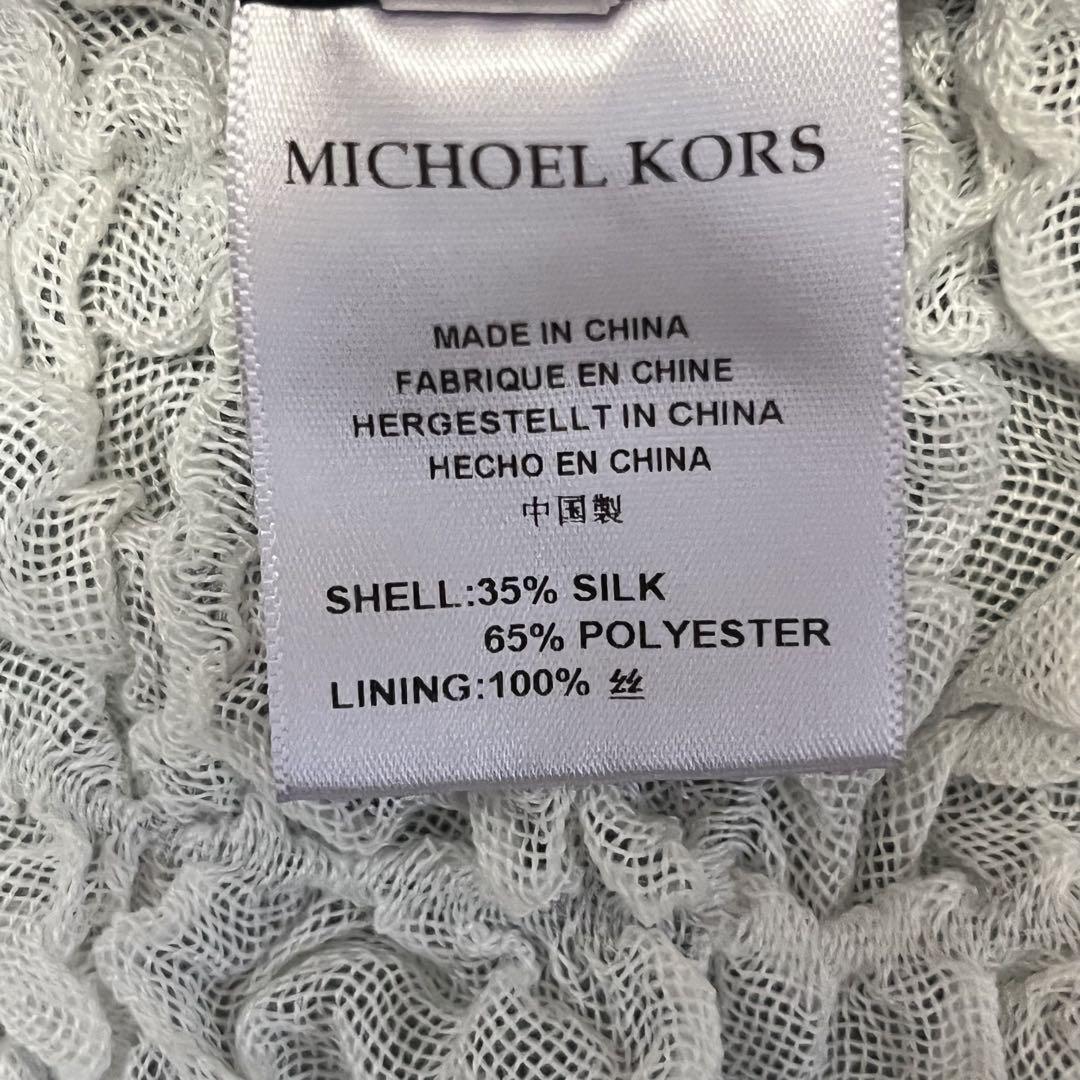 MICHOEL KORS
MADE IN CHINA
FABRIQUE EN CHINE
HERGESTELLT IN CHINA
HECHO EN CHINA
中国製
SHELL:35% SILK
65% POLYESTER
LINING:100% 丝